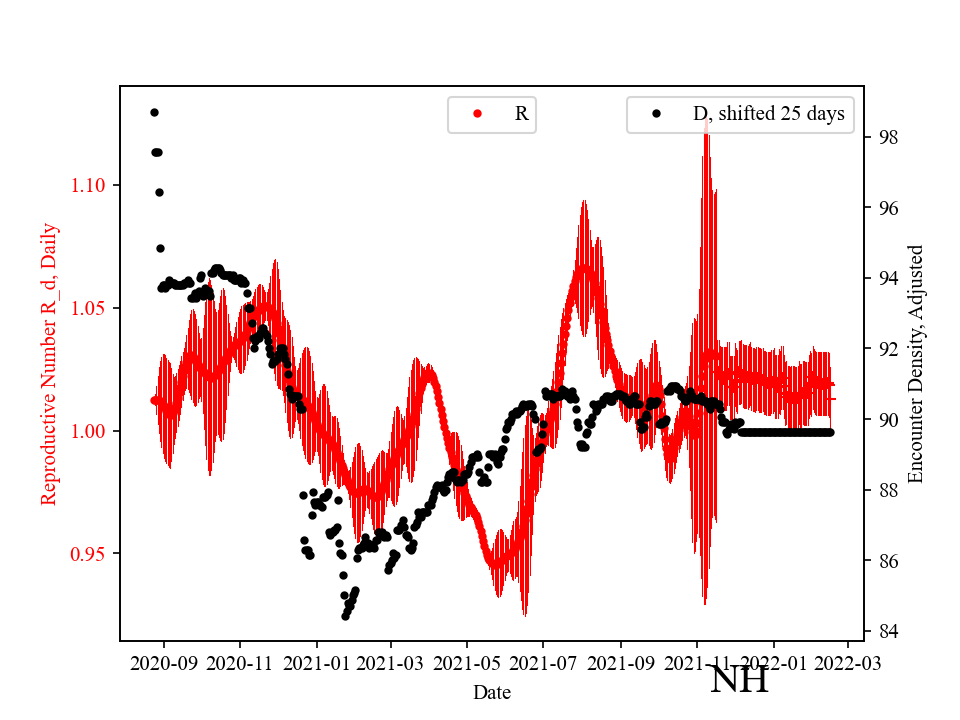 R
D, shifted 25 days
Reproductive Number R_d, Daily
1.10
1.05
1.00
0.95
Encounter Density, Adjusted
98
96
94
92
90
88
86
84
2020-09 2020-11 2021-01 2021-03 2021-05 2021-07 2021-09 2021-11 2022-01 2022-03
Date
NH